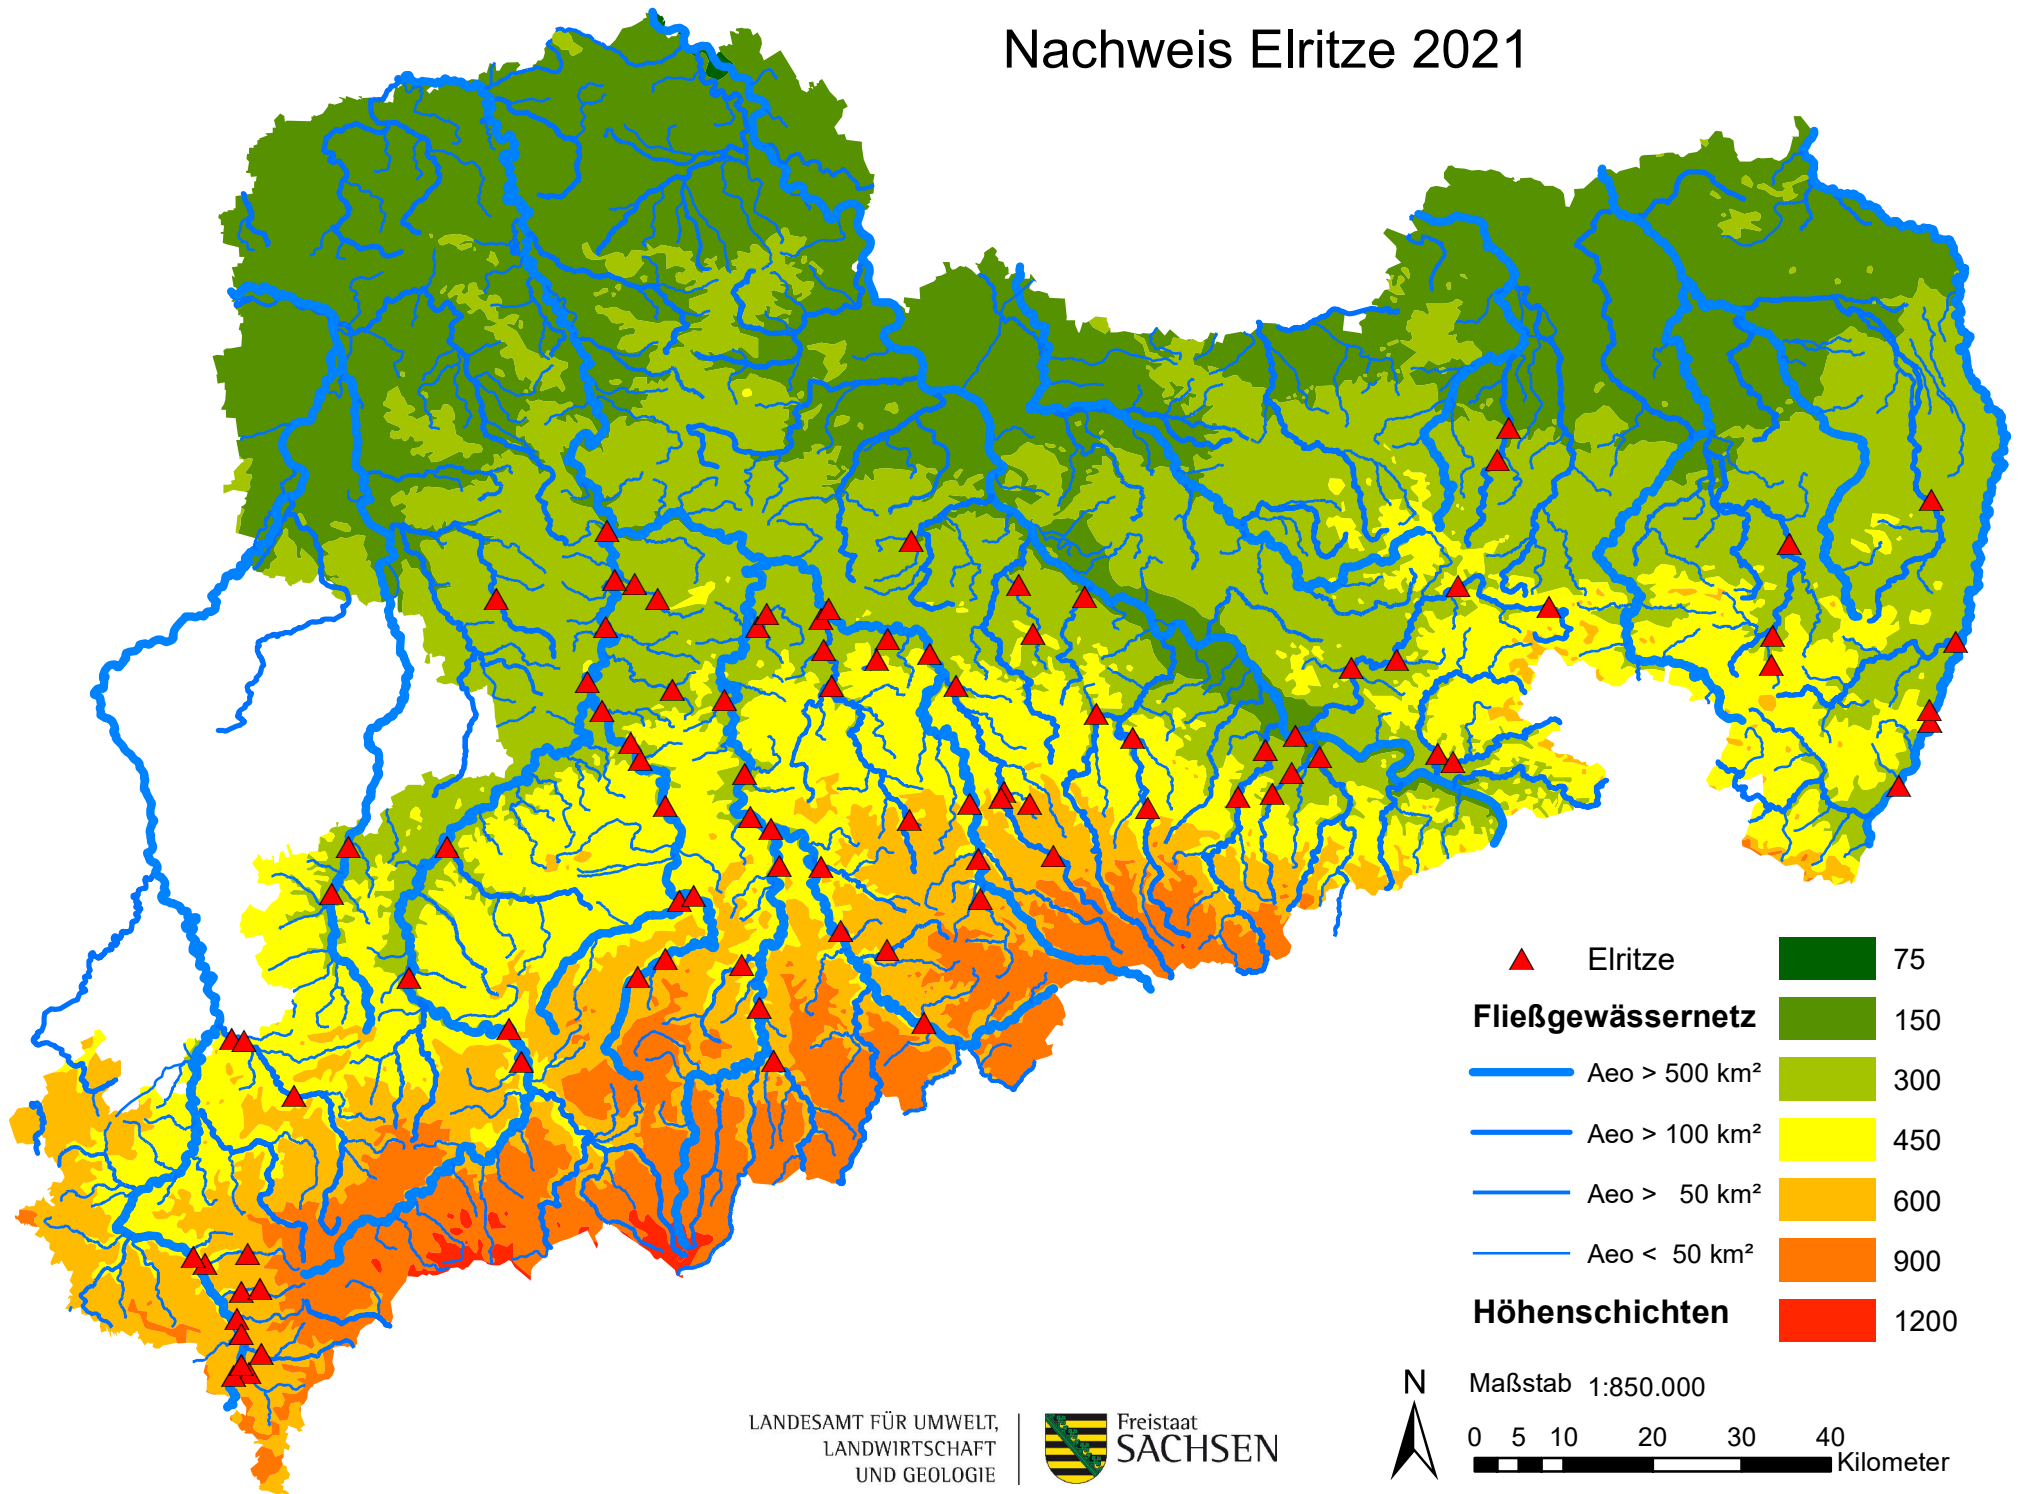 Nachweis Elritze 2021
Elritze
Fließgewässernetz
Aeo > 500 km²
Aeo > 100 km²
Aeo > 50 km²
Aeo < 50 km²
Höhenschichten
75
150
300
450
600
900
1200
N
Maßstab 1:850.000
0 5 10 20 30 40
Kilometer
LANDESAMT FÜR UMWELT,
LANDWIRTSCHAFT
UND GEOLOGIE
Freistaat
SACHSEN